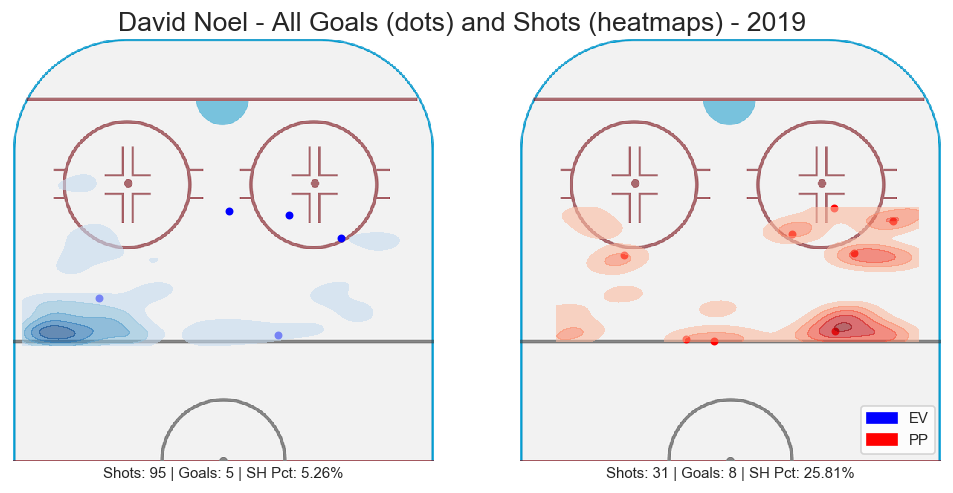 David Noel - All Goals (dots) and Shots (heatmaps) - 2019
EV
PP
Shots: 95 | Goals: 5 | SH Pct: 5.26%
Shots: 31 | Goals: 8 | SH Pct: 25.81%